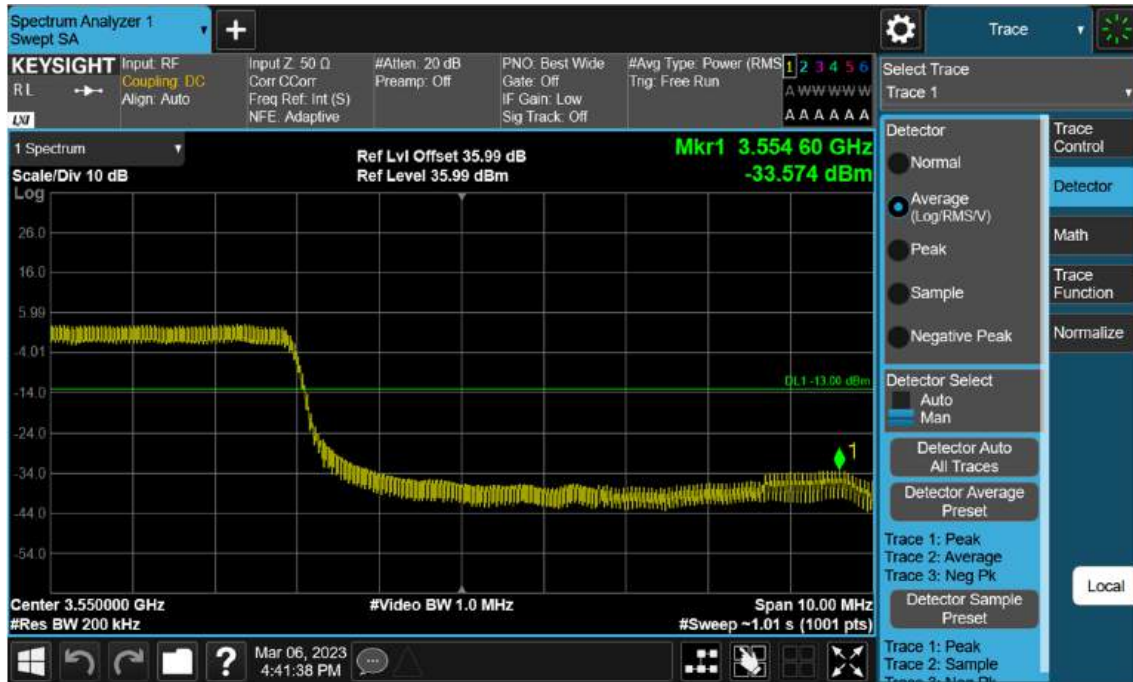 Spectrum Analyzer 1
Swept SA
+
Trace
KEYSIGHT
RL
LXI
Input: RF
Coupling: DC
Align: Auto
Input Z: 50 Ω
Corr CCorr
Freq Ref: Int (S)
NFE: Adaptive
#Atten: 20 dB
Preamp: Off
PNO: Best Wide
Gate: Off
IF Gain: Low
Sig Track: Off
#Avg Type: Power (RMS
Trig: Free Run
1 2 3 4 5 6
A W W W W W
A A A A A A
Select Trace
Trace 1
1 Spectrum
Scale/Div 10 dB
Log
Ref Lvl Offset 35.99 dB
Ref Level 35.99 dBm
Mkr1 3.554 60 GHz
-33.574 dBm
26.0
16.0
5.99
-4.01
-14.0
-24.0
-34.0
-44.0
-54.0
DL1 -13.00 dBm
1
Center 3.550000 GHz
#Res BW 200 kHz
#Video BW 1.0 MHz
Span 10.00 MHz
#Sweep ~1.01 s (1001 pts)
Detector
Normal
Average
(Log/RMS/V)
Peak
Sample
Negative Peak
Detector Select
Auto
Man
Detector Auto
All Traces
Detector Average
Preset
Trace 1: Peak
Trace 2: Average
Trace 3: Neg Pk
Detector Sample
Preset
Trace 1: Peak
Trace 2: Sample
Trace 3: Neg Pk
Trace
Control
Detector
Math
Trace
Function
Normalize
Local
?
Mar 06, 2023
4:41:38 PM